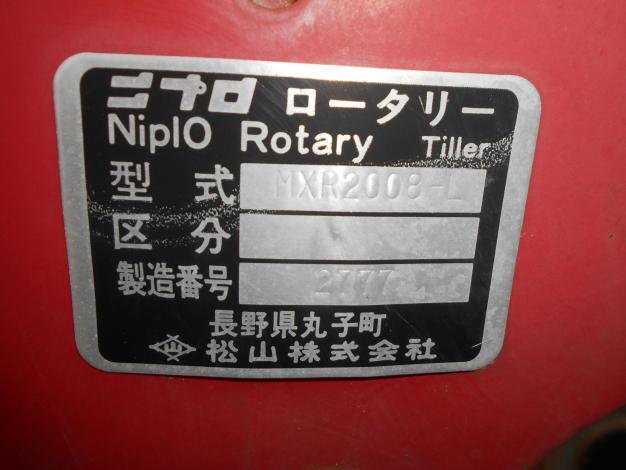 ニプロ ロータリー
NiplO Rotary Tiller
型式 MXR2008-L
区分
製造番号 2777
長野県丸子町
松山株式会社